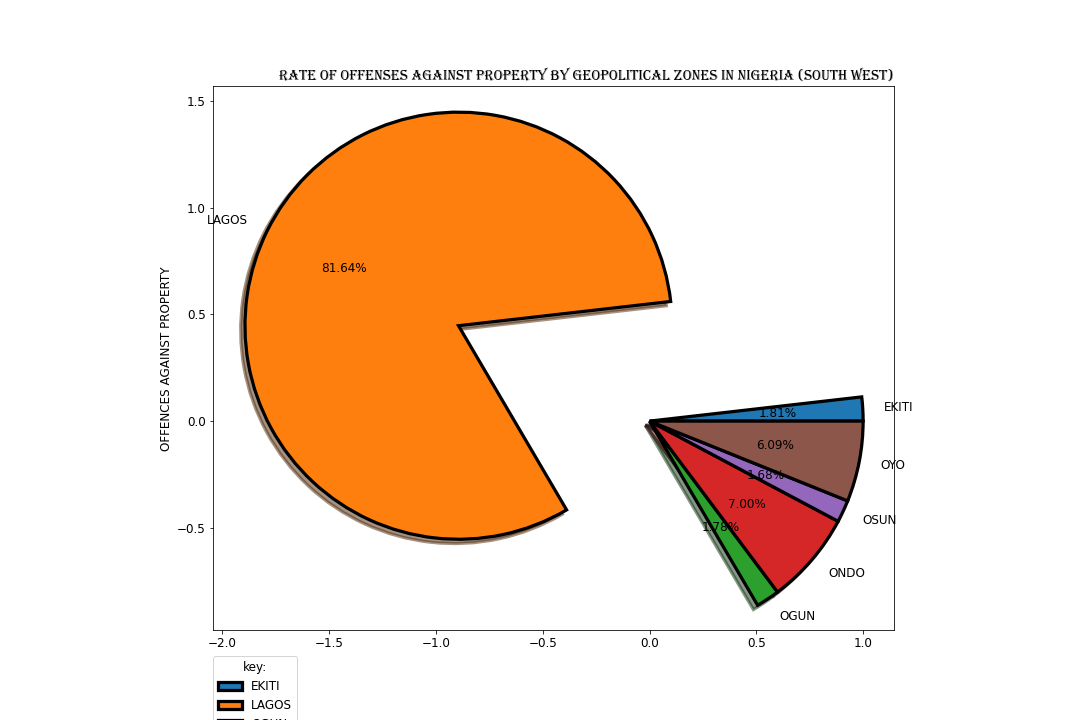 RATE OF OFFENSES AGAINST PROPERTY BY GEOPOLITICAL ZONES IN NIGERIA (SOUTH WEST)
OFFENCES AGAINST PROPERTY
1.5
1.0
0.5
0.0
−0.5
LAGOS
81.64%
1.81%
EKITI
6.09%
OYO
1.68%
OSUN
7.00%
ONDO
1.78%
OGUN
−2.0 −1.5 −1.0 −0.5 0.0 0.5 1.0
key:
EKITI
LAGOS